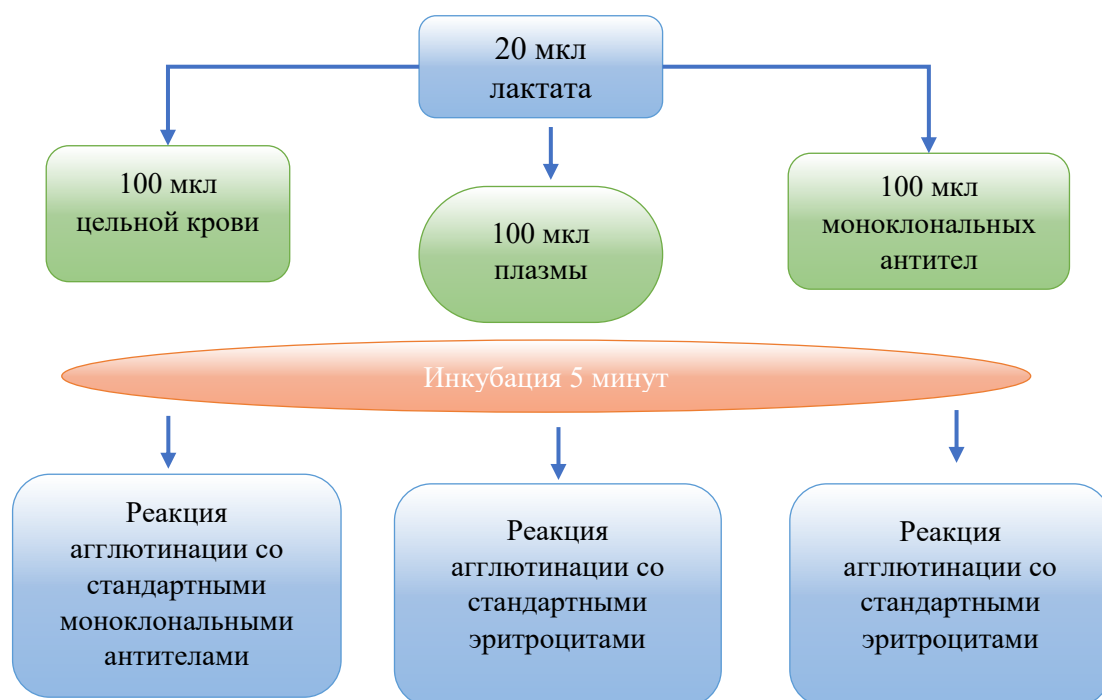 20 мкл
лактата
100 мкл
цельной крови
100 мкл
плазмы
100 мкл
моноклональных
антител
Инкубация 5 минут
Реакция
агглютинации со
стандартными
моноклональными
антителами
Реакция
агглютинации со
стандартными
эритроцитами
Реакция
агглютинации со
стандартными
эритроцитами